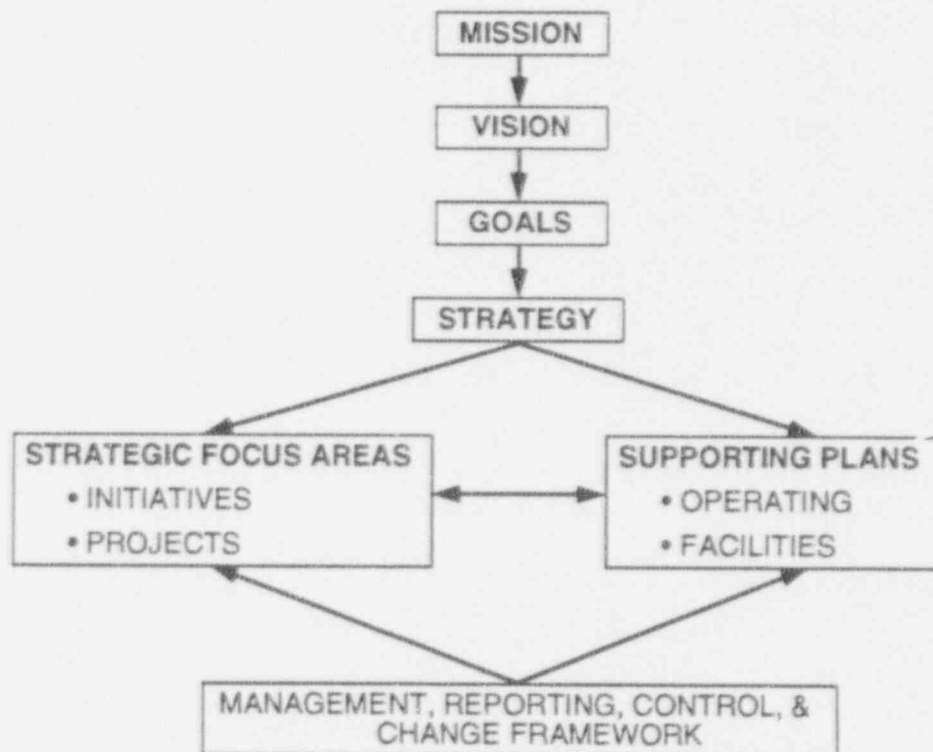 MISSION
VISION
GOALS
STRATEGY
STRATEGIC FOCUS AREAS
• INITIATIVES
• PROJECTS
SUPPORTING PLANS
• OPERATING
• FACILITIES
MANAGEMENT, REPORTING, CONTROL, &
CHANGE FRAMEWORK